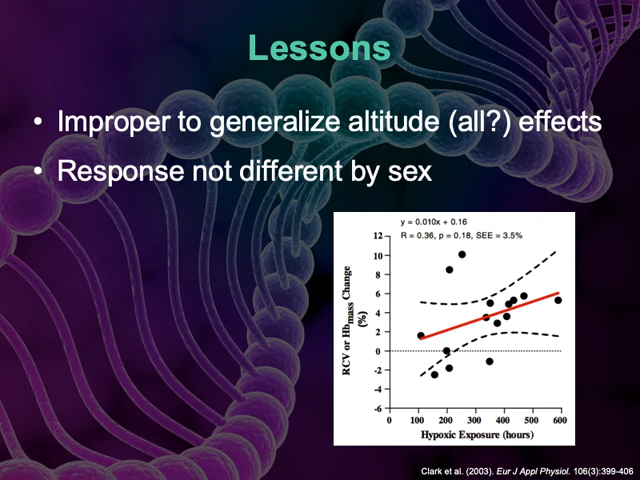 Lessons
• Improper to generalize altitude (all?) effects
• Response not different by sex
y = 0.010x + 0.16
R = 0.36, p = 0.18, SEE = 3.5%
RCV or Hbmass Change
(%)
12
10
8
6
4
2
0
-2
-4
-6
0 100 200 300 400 500 600
Hypoxic Exposure (hours)
Clark et al. (2003). Eur J Appl Physiol. 106(3):399-406